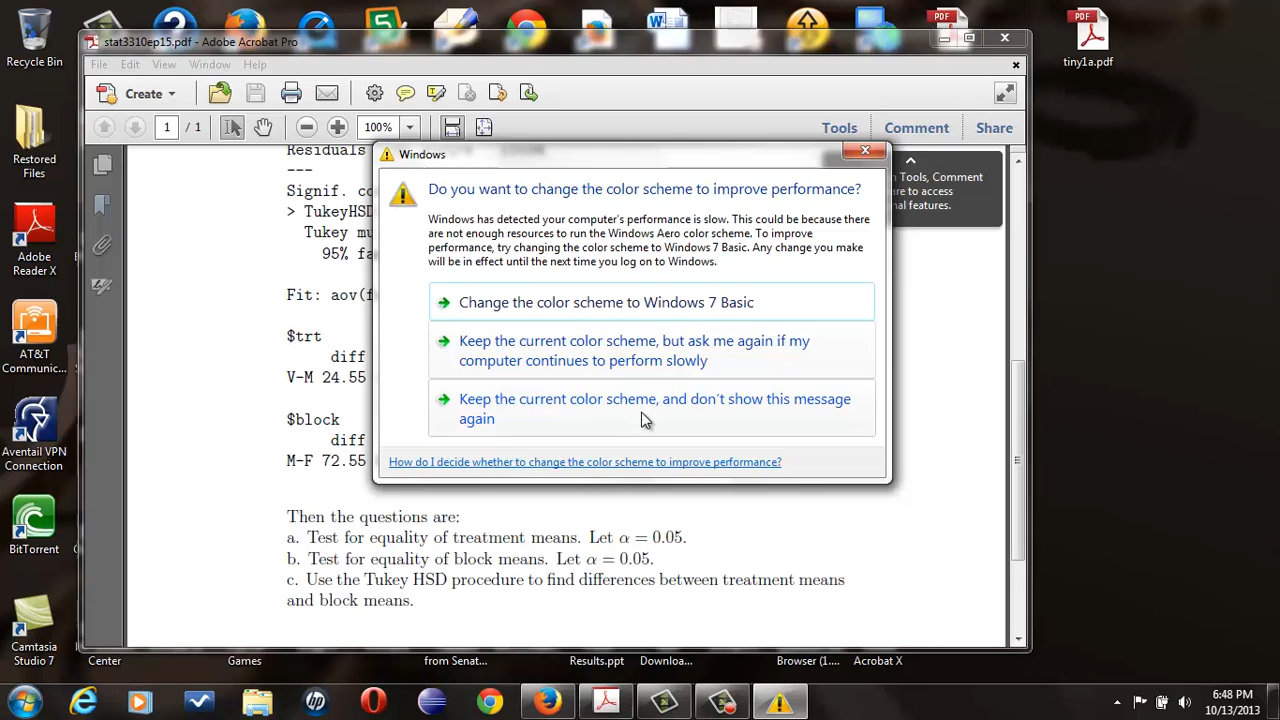 Recycle Bin
Restored
Files
Adobe
Reader X
AT&T
Communic...
Aventail VPN
Connection
BitTorrent
Camtasia
Studio 7
tiny1a.pdf
stat3310ep15.pdf - Adobe Acrobat Pro
File Edit View Window Help
Create
1 / 1
100%
Tools Comment Share
Residuals
---
Signif. co
> TukeyHSD
Tukey mu
95% fa
Fit: aov(f
$trt
diff
V-M 24.55
$block
diff
M-F 72.55
n Tools, Comment
are to access
nal features.
Windows
Do you want to change the color scheme to improve performance?
Windows has detected your computer's performance is slow. This could be because there
are not enough resources to run the Windows Aero color scheme. To improve
performance, try changing the color scheme to Windows 7 Basic. Any change you make
will be in effect until the next time you log on to Windows.
Change the color scheme to Windows 7 Basic
Keep the current color scheme, but ask me again if my
computer continues to perform slowly
Keep the current color scheme, and don't show this message
again
How do I decide whether to change the color scheme to improve performance?
Then the questions are:
a. Test for equality of treatment means. Let α = 0.05.
b. Test for equality of block means. Let α = 0.05.
c. Use the Tukey HSD procedure to find differences between treatment means
and block means.
Center
Games
from Senat...
Results.ppt
Downloa...
Browser (1....
Acrobat X
6:48 PM
10/13/2013